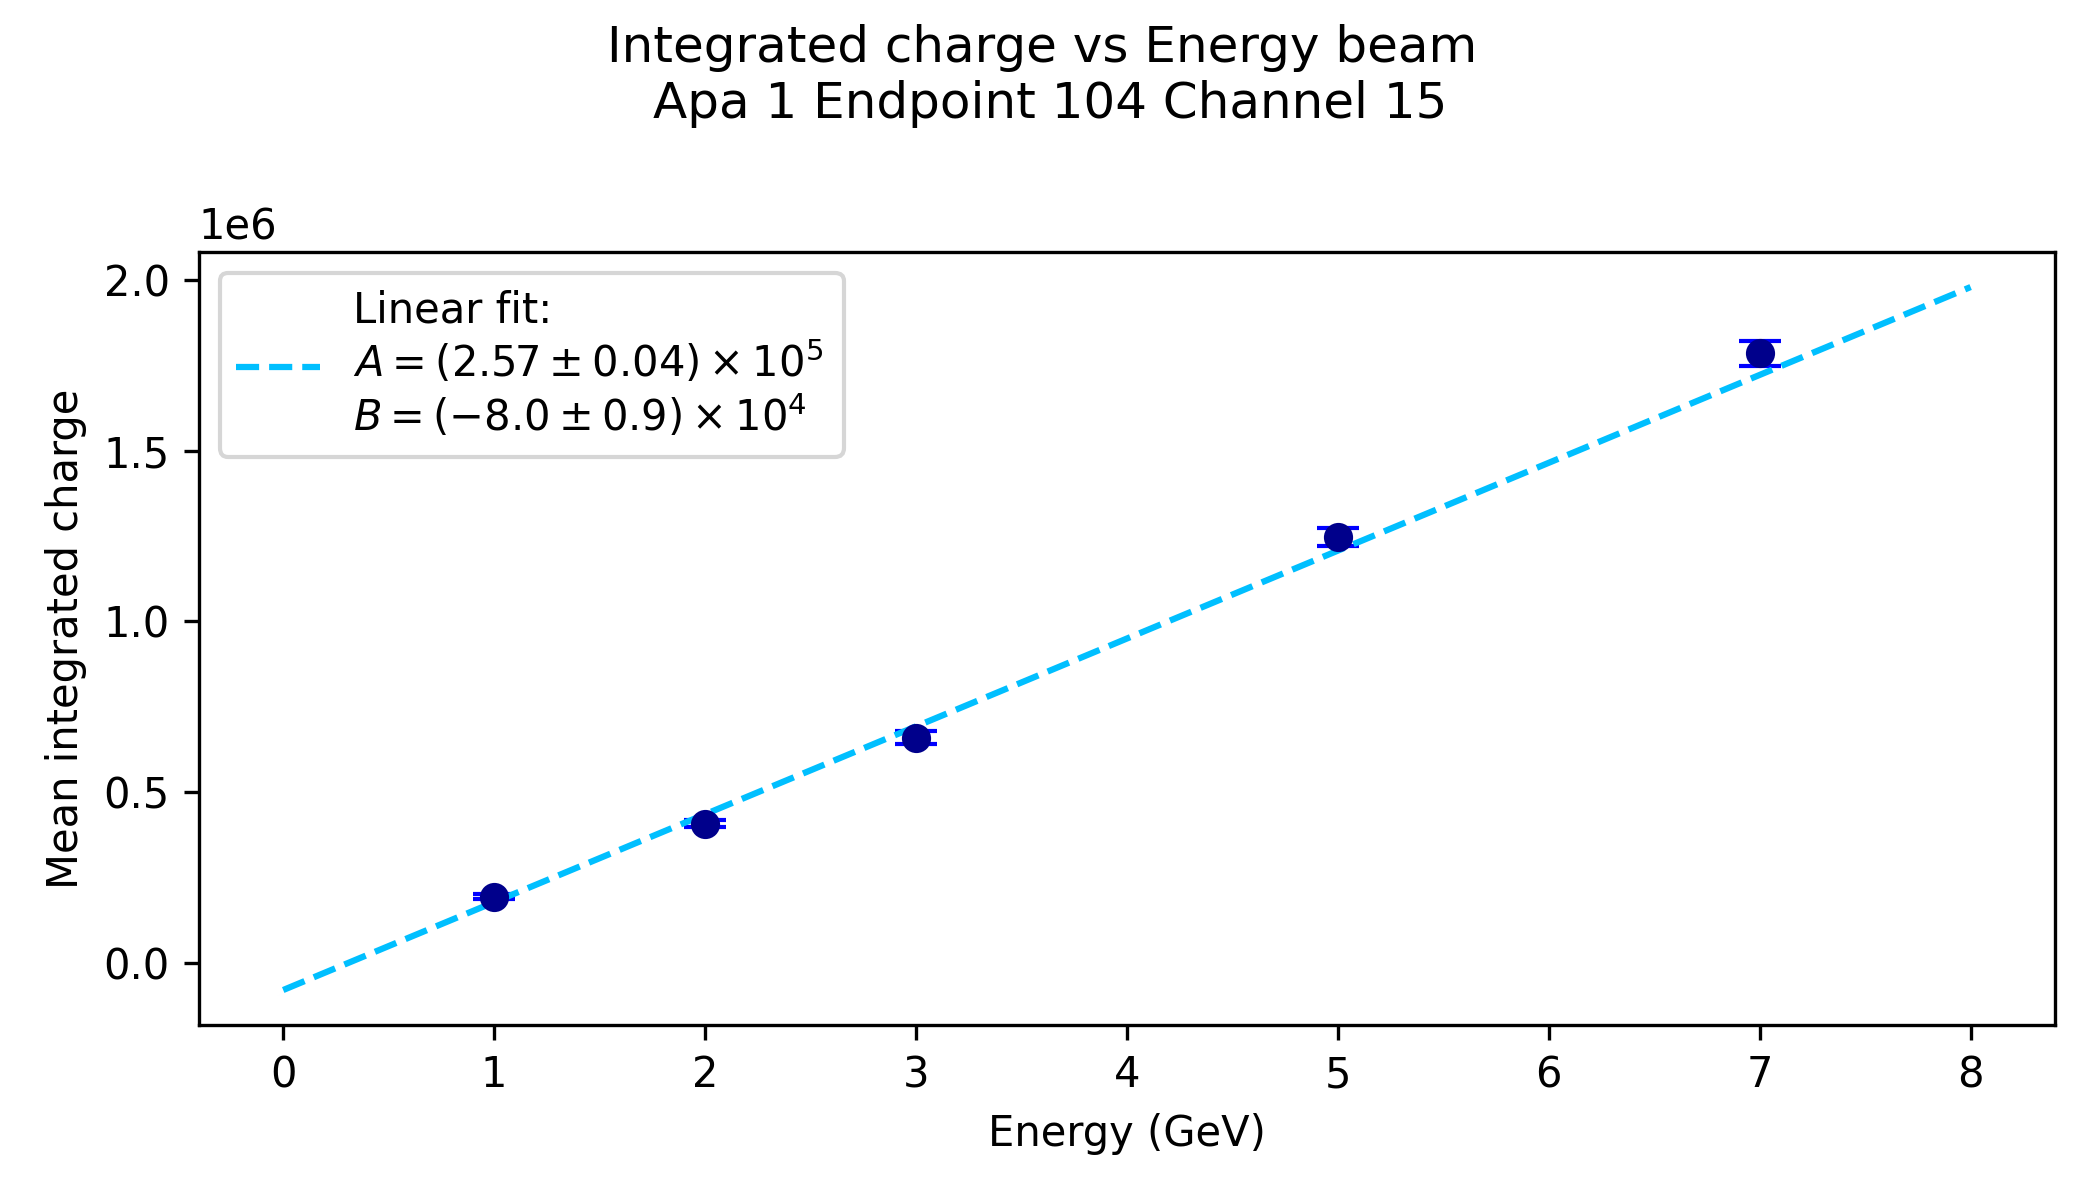 Integrated charge vs Energy beam
Apa 1 Endpoint 104 Channel 15
1e6
2.0
1.5
1.0
0.5
0.0
Mean integrated charge
Linear fit:
A = (2.57 ± 0.04) × 10⁵
B = (−8.0 ± 0.9) × 10⁴
0 1 2 3 4 5 6 7 8
Energy (GeV)